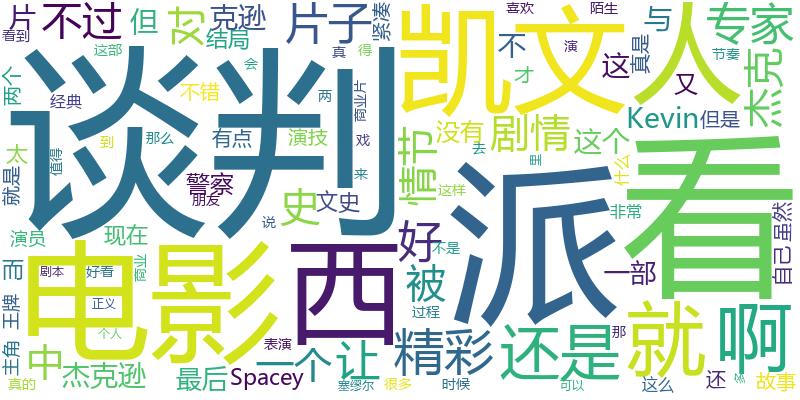 片
不过
但
对
克逊
结局
片子
紧凑
喜欢
陌生
看到
这部
真
得
不
演
与
专家
两个
经典
会
不错
两
商业片
才
这
真是
节奏
杰克
谈判
凯文
人
又
Kevin
但是
太
就是
到
值得
那么
有点
演技
戏
没有
剧情
这个
去
里
什么
警察
朋友
史
文史
来
情节
这样
派
看
非常
虽然
自己
演员
现在
说
好
不是
而
剧本
好看
商业
电影
西
被
一部
正义
过程
那
就
啊
王牌
主角
个人
表演
中
一个
让
精彩
还是
真的
杰克逊
最后
Spacey
塞缪尔
很多
时候
可以
这么
还
多
故事